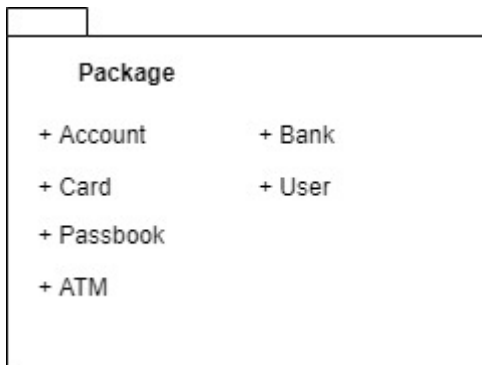 Package
+ Account
+ Bank
+ Card
+ User
+ Passbook
+ ATM